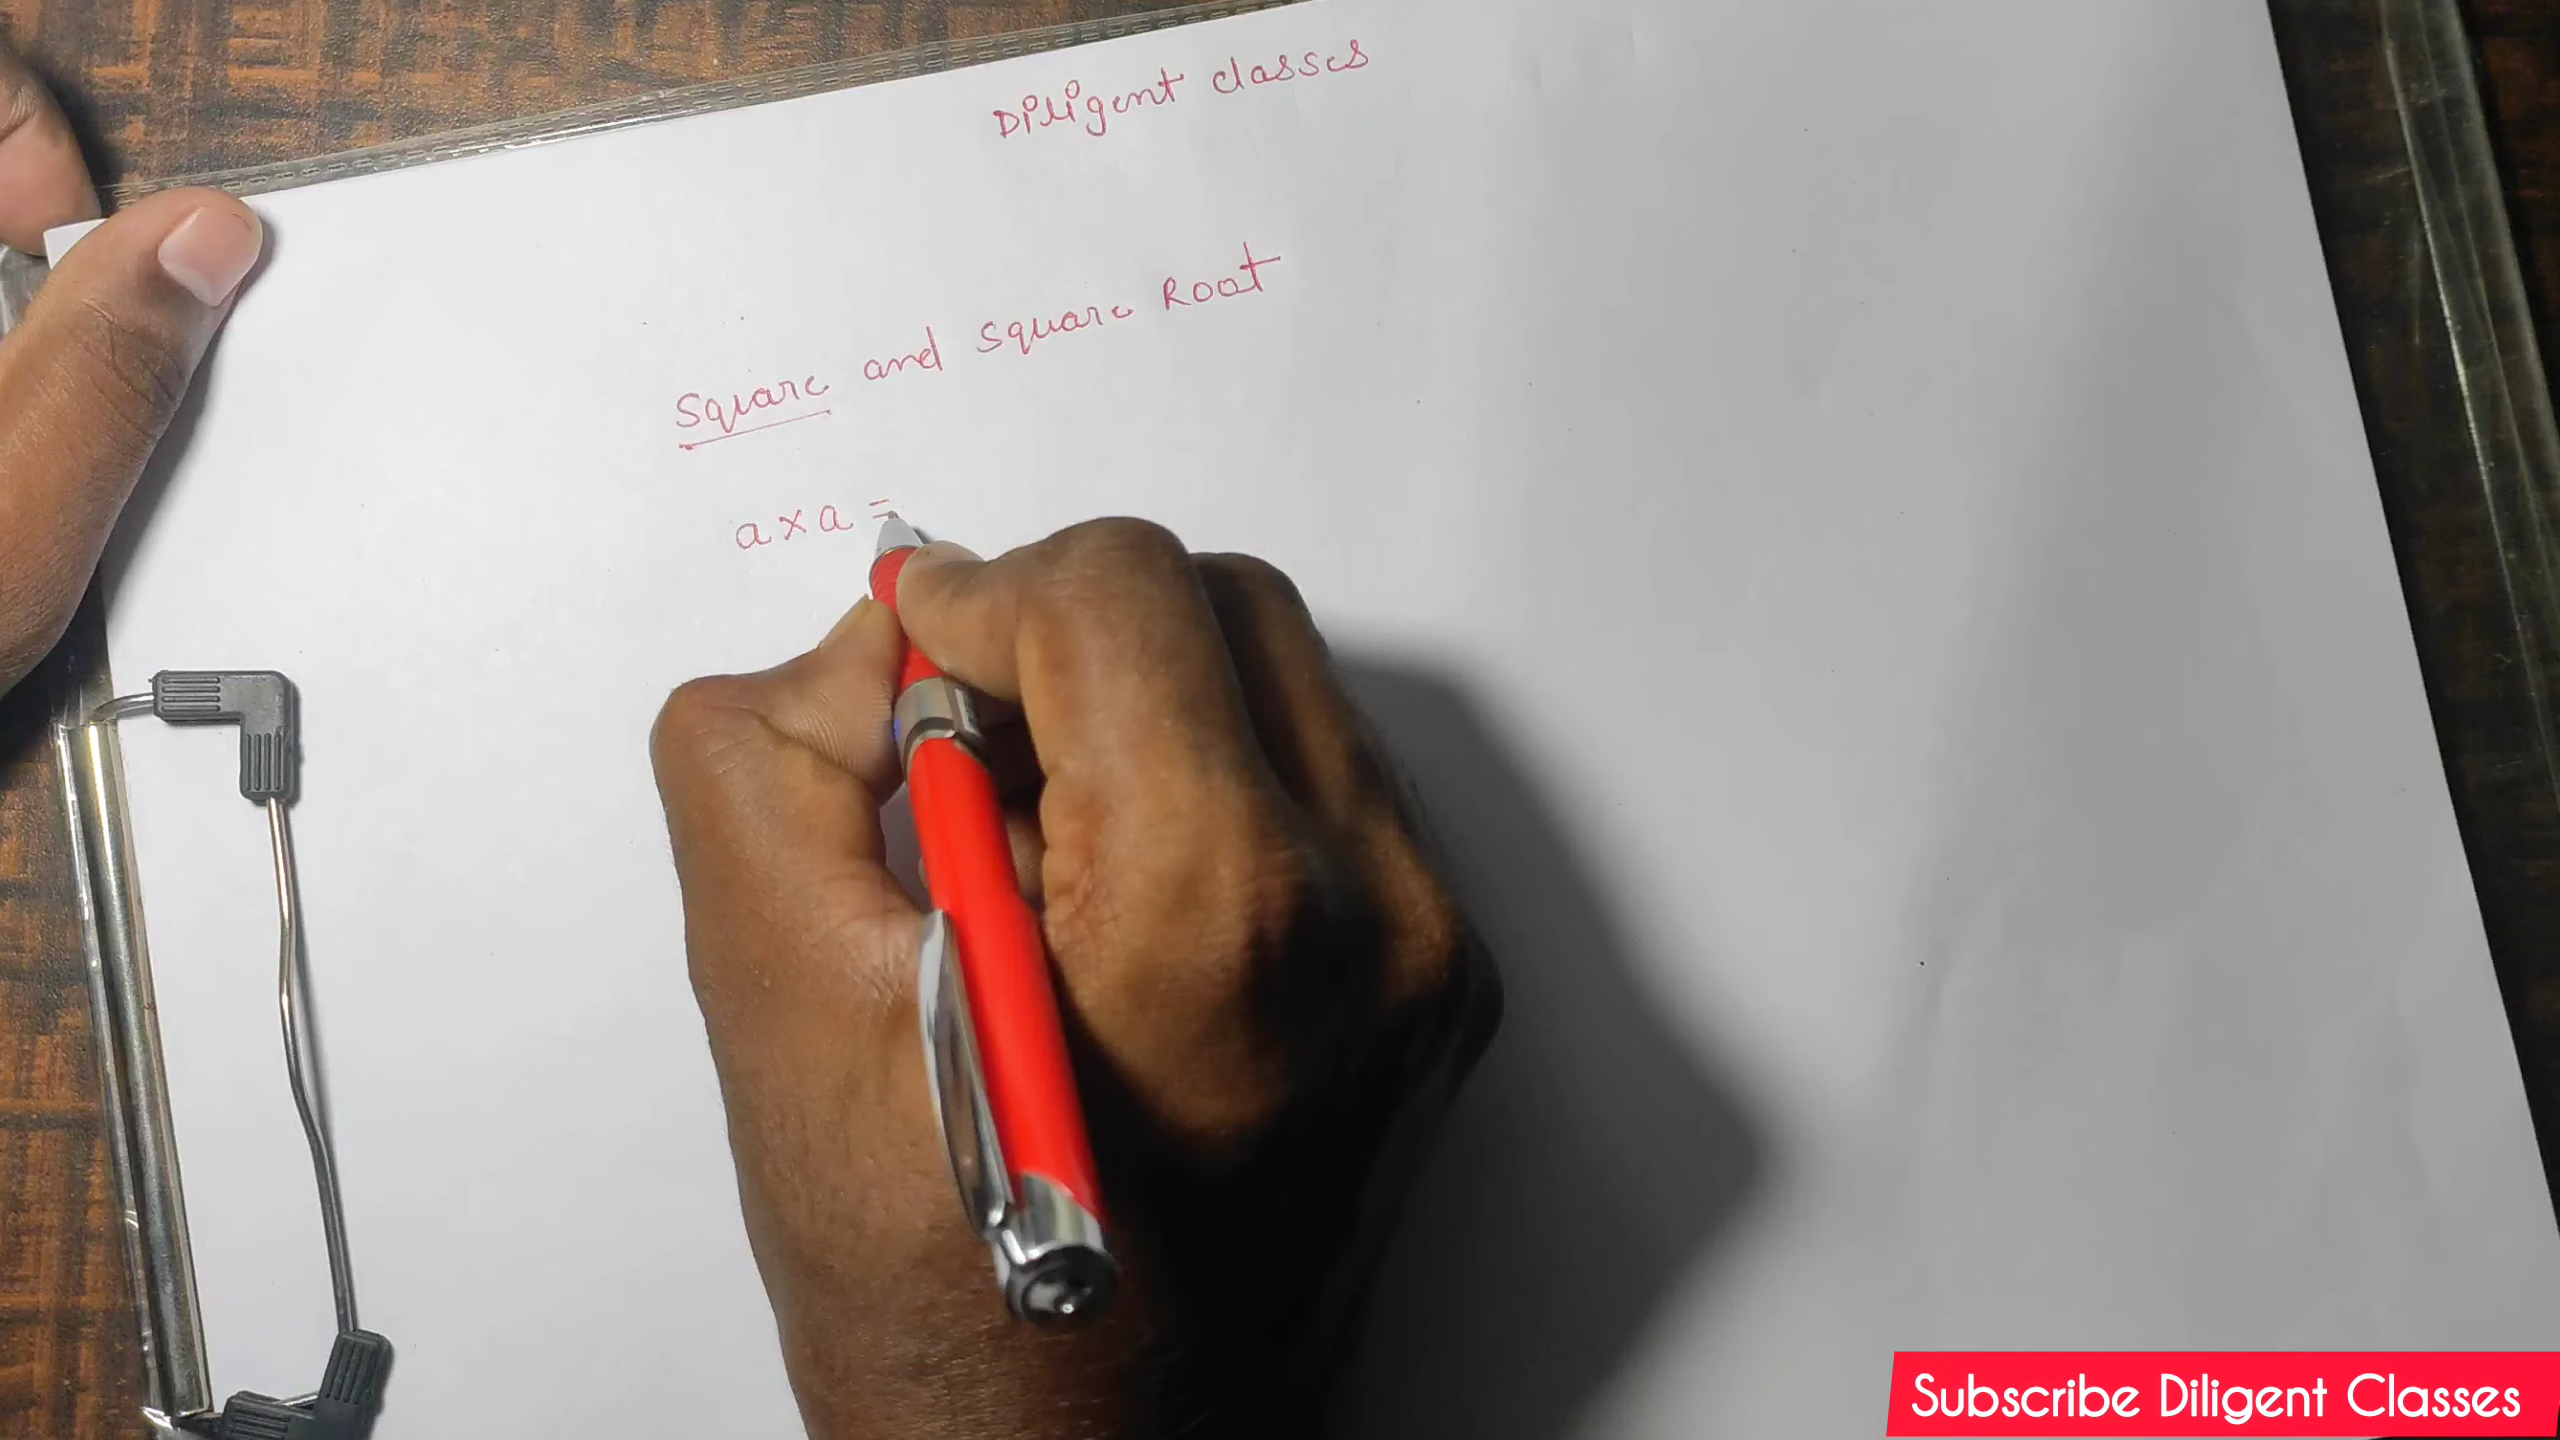 Diligent classes
Square and square Root
a × a =
Subscribe Diligent Classes